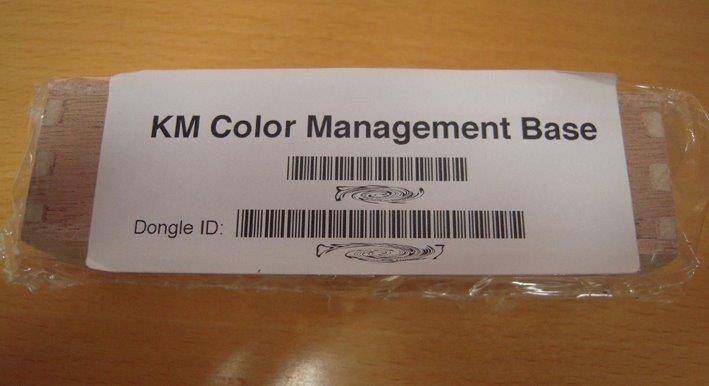 KM Color Management Base
Dongle ID: